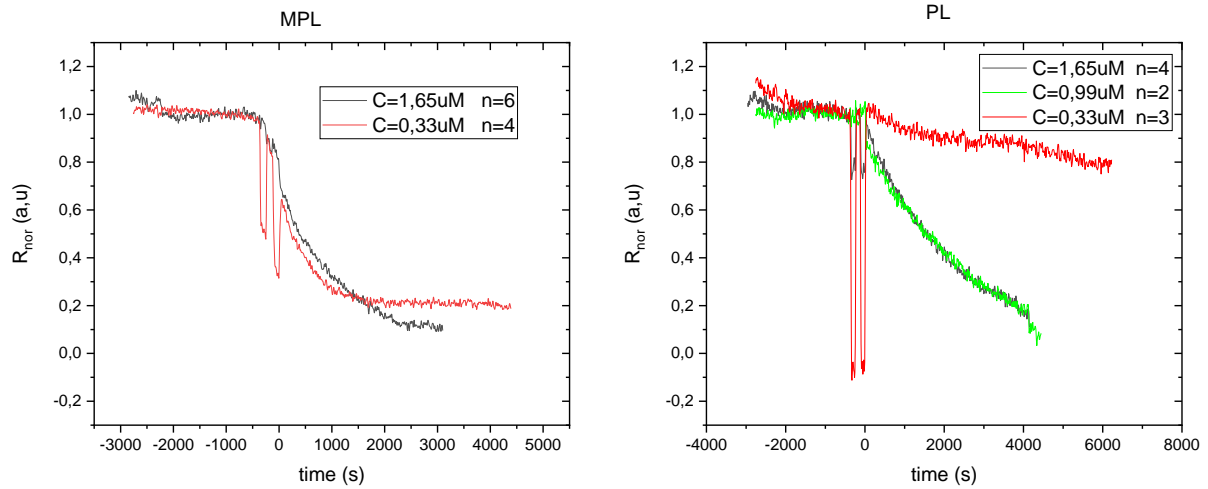 MPL
1,2
1,0
0,8
0,6
0,4
0,2
0,0
-0,2
R_nor (a,u)
C=1,65uM n=6
C=0,33uM n=4
-3000 -2000 -1000 0 1000 2000 3000 4000 5000
time (s)
PL
1,2
1,0
0,8
0,6
0,4
0,2
0,0
-0,2
R_nor (a,u)
C=1,65uM n=4
C=0,99uM n=2
C=0,33uM n=3
-4000 -2000 0 2000 4000 6000 8000
time (s)